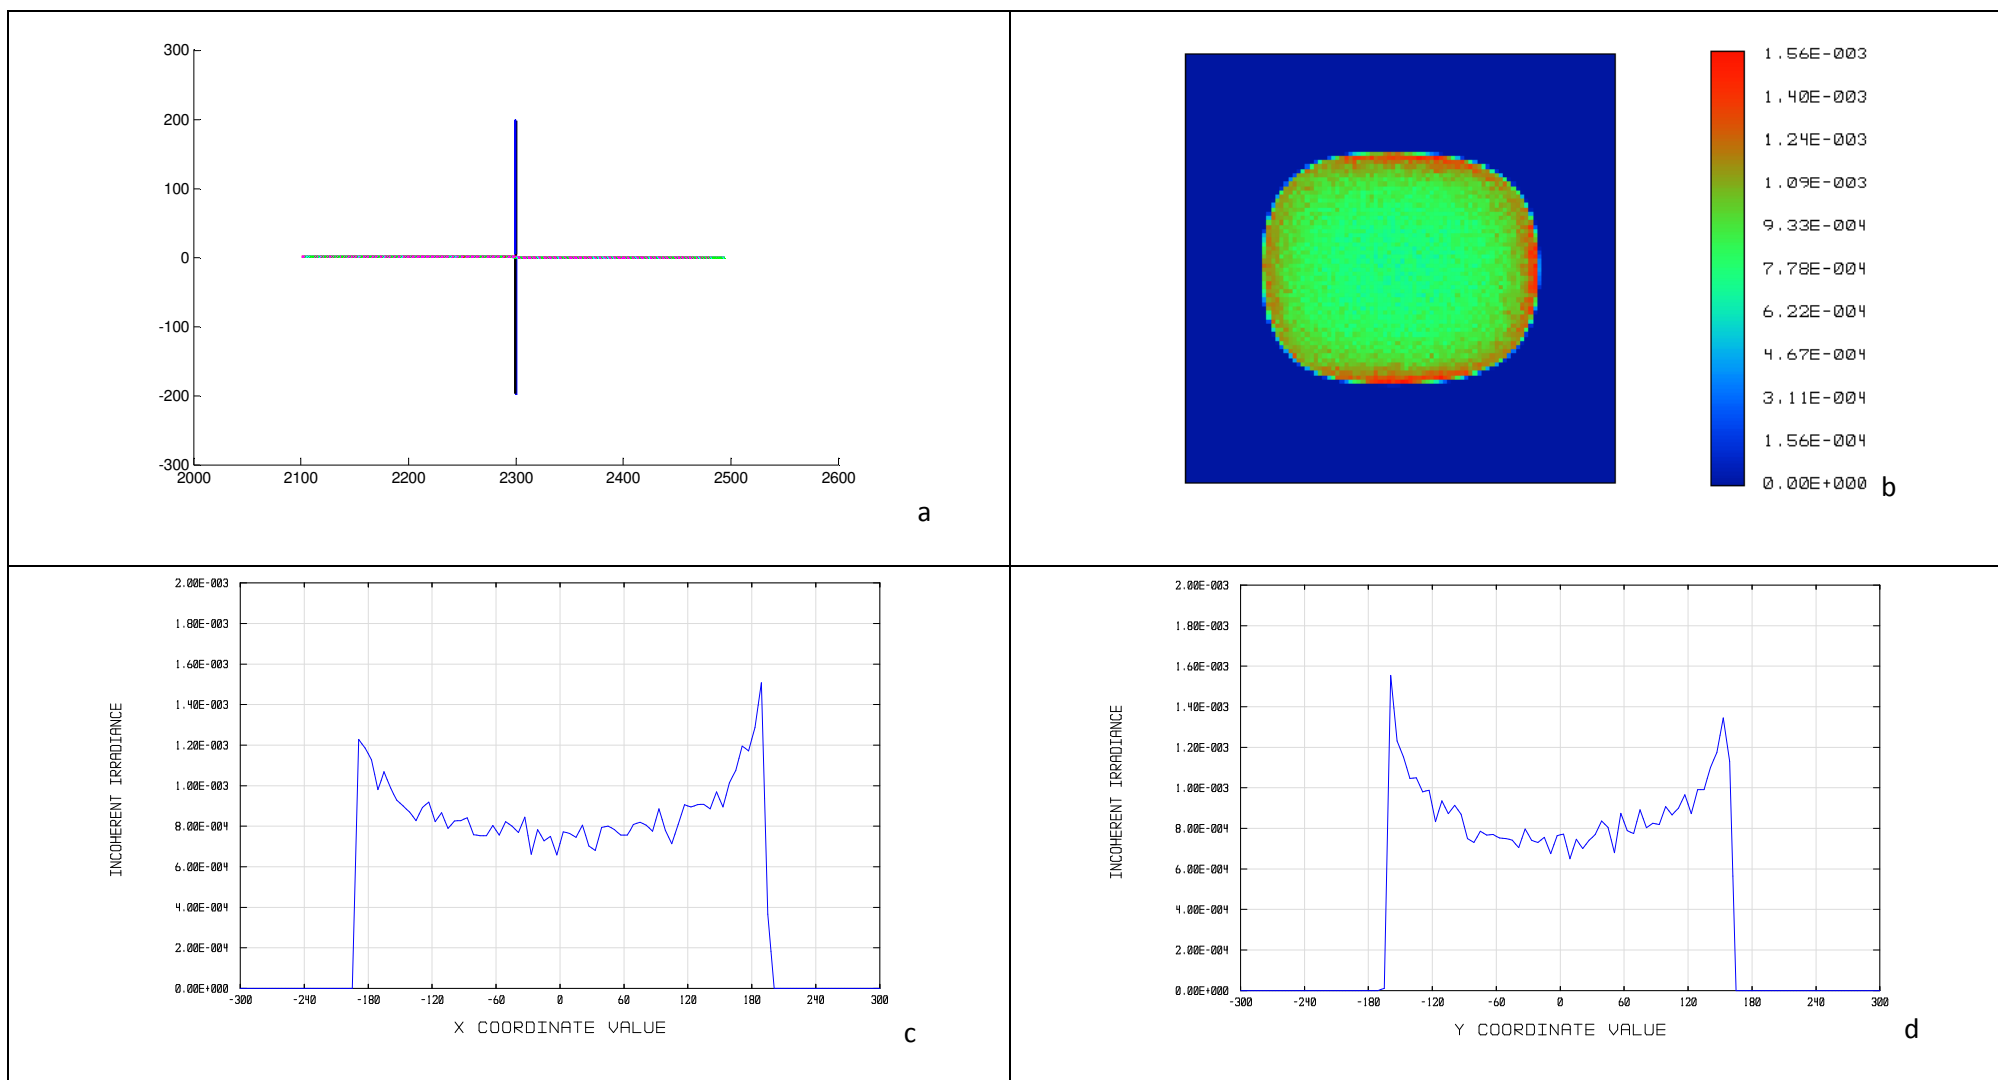 300
200
100
0
-100
-200
-300
2000 2100 2200 2300 2400 2500 2600
a
1.56E-003
1.40E-003
1.24E-003
1.09E-003
9.33E-004
7.78E-004
6.22E-004
4.67E-004
3.11E-004
1.56E-004
0.00E+000
b
2.00E-003
1.80E-003
1.60E-003
1.40E-003
1.20E-003
1.00E-003
8.00E-004
6.00E-004
4.00E-004
2.00E-004
0.00E+000
INCOHERENT IRRADIANCE
-300 -240 -180 -120 -60 0 60 120 180 240 300
X COORDINATE VALUE
c
2.00E-003
1.80E-003
1.60E-003
1.40E-003
1.20E-003
1.00E-003
8.00E-004
6.00E-004
4.00E-004
2.00E-004
0.00E+000
INCOHERENT IRRADIANCE
-300 -240 -180 -120 -60 0 60 120 180 240 300
Y COORDINATE VALUE
d